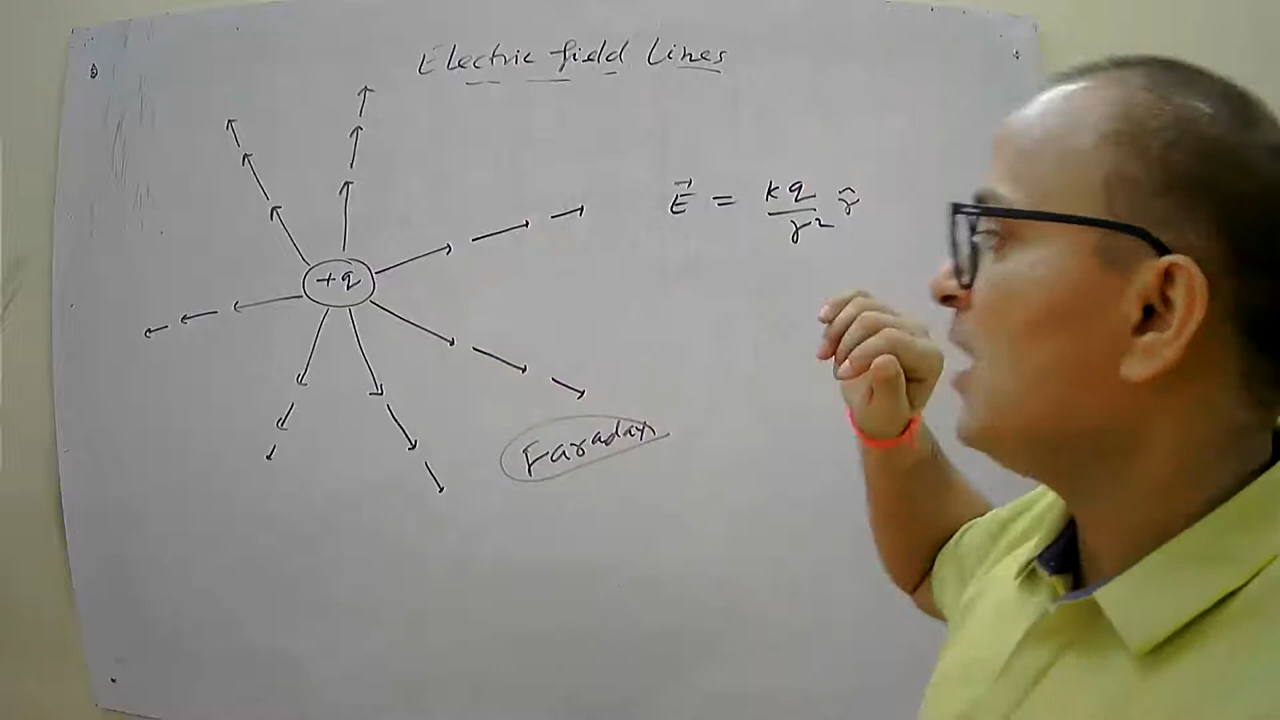 Electric field Lines
E⃗ = kq/r² r̂
+q
Faraday